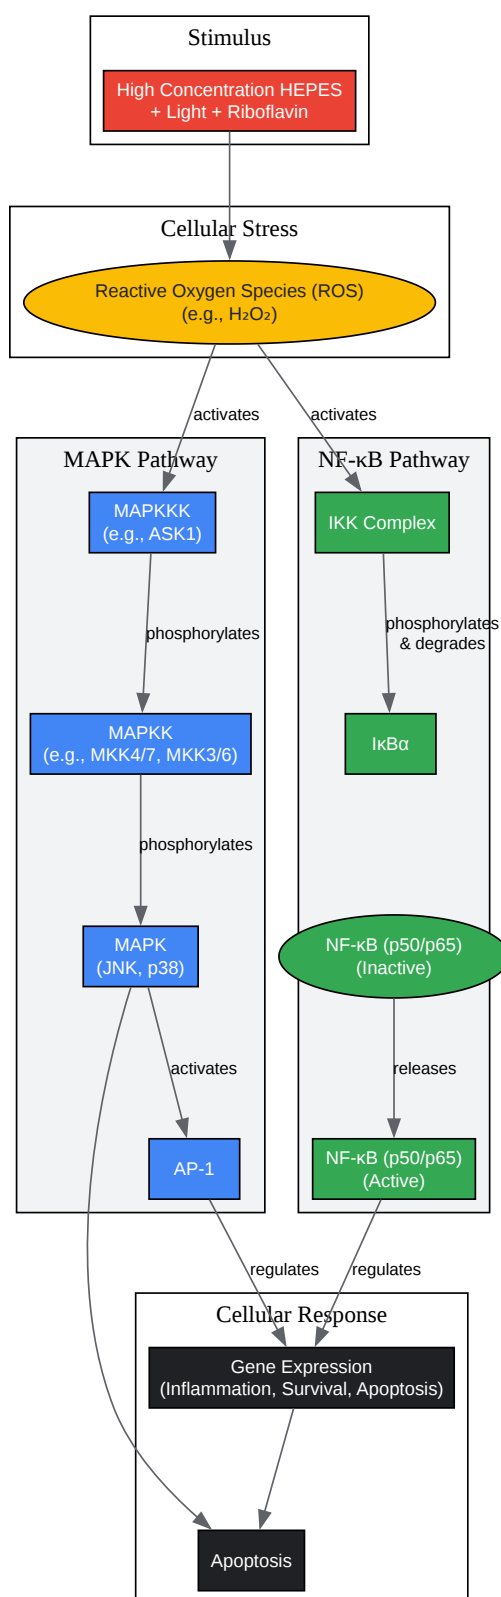 Stimulus
High Concentration HEPES
+ Light + Riboflavin
Cellular Stress
Reactive Oxygen Species (ROS)
(e.g., H₂O₂)
activates
activates
MAPK Pathway
NF-κB Pathway
MAPKKK
(e.g., ASK1)
IKK Complex
phosphorylates
phosphorylates
& degrades
MAPKK
(e.g., MKK4/7, MKK3/6)
IκBα
phosphorylates
MAPK
(JNK, p38)
NF-κB (p50/p65)
(Inactive)
activates
releases
AP-1
NF-κB (p50/p65)
(Active)
regulates
regulates
Cellular Response
Gene Expression
(Inflammation, Survival, Apoptosis)
Apoptosis